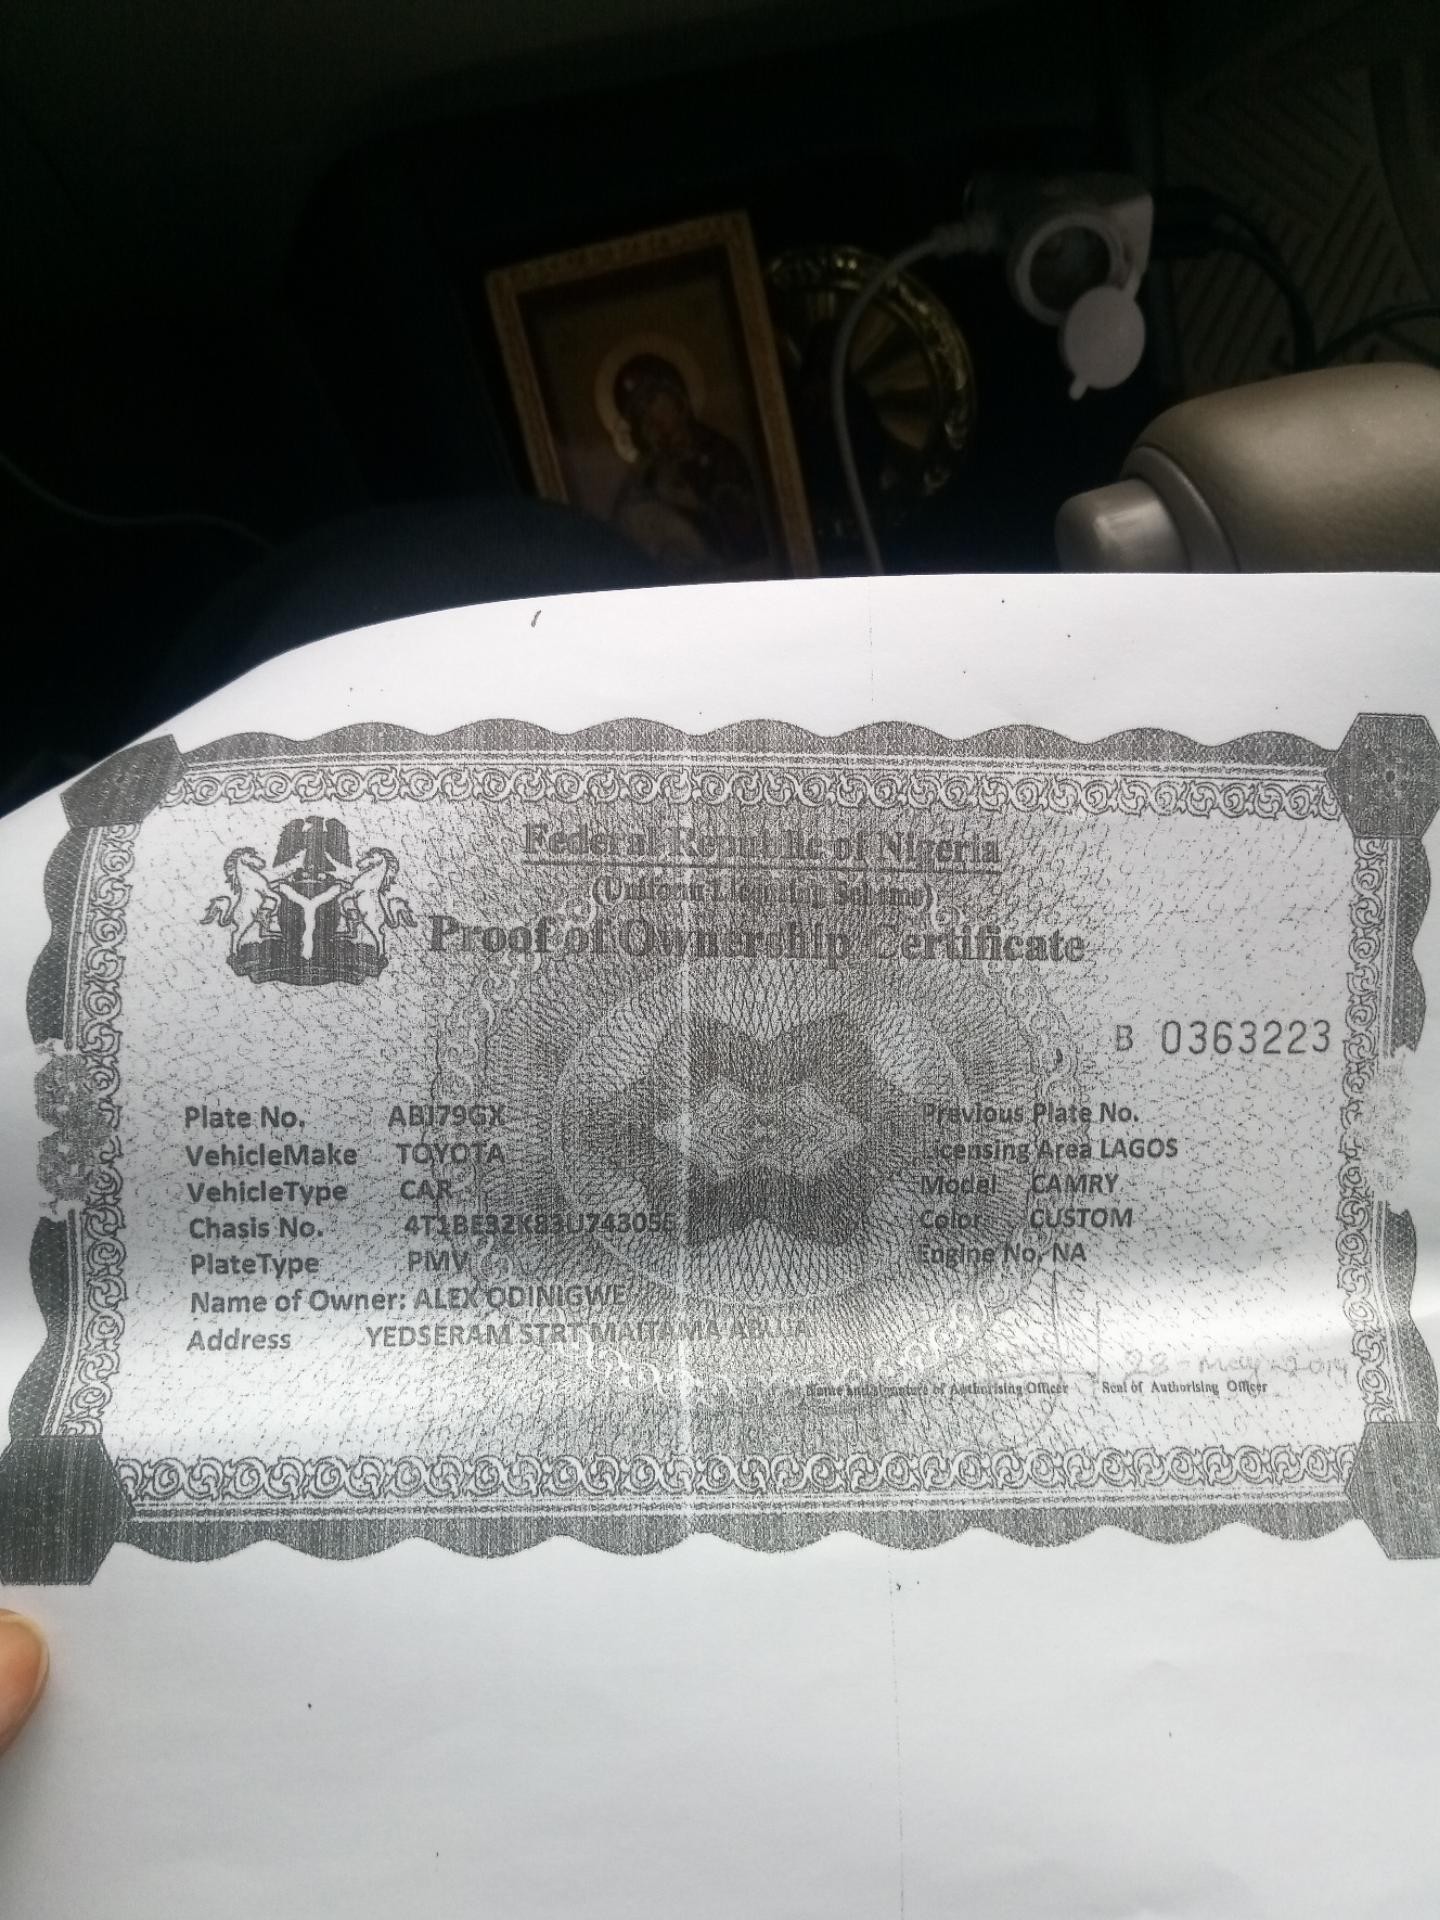 Federal Republic of Nigeria
(Uniform Licensing Scheme)
Proof of Ownership Certificate
B 0363223
Plate No. ABJ79GX
Previous Plate No.
VehicleMake TOYOTA
Licensing Area LAGOS
VehicleType CAR
Model CAMRY
Chasis No.
Color CUSTOM
PlateType PMV
Engine No. NA
Name of Owner: ALEX ODINIGWE
Address YEDSERAM STRT MAITAMA ABUJA
28-May-2014
Name and signature of Authorising Officer
Seal of Authorising Officer